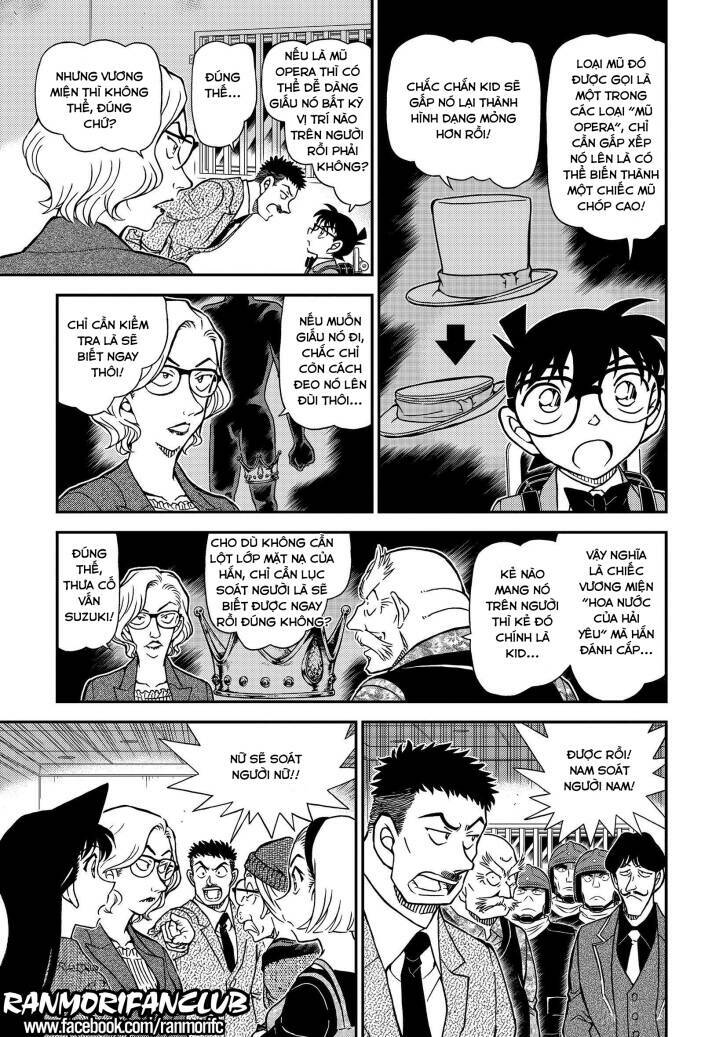 LOẠI MŨ ĐÓ
ĐƯỢC GỌI LÀ
MỘT TRONG
CÁC LOẠI "MŨ
OPERA", CHỈ
CẦN GẤP XẾP
NÓ LÊN LÀ CÓ
THỂ BIẾN THÀNH
MỘT CHIẾC MŨ
CHÓP CAO!
CHẮC CHẮN KID SẼ
GẤP NÓ LẠI THÀNH
HÌNH DẠNG MỎNG
HƠN RỒI!
NẾU LÀ MŨ
OPERA THÌ CÓ
THỂ DỄ DÀNG
GIẤU NÓ BẤT KỲ
VỊ TRÍ NÀO
TRÊN NGƯỜI
RỒI PHẢI
KHÔNG?
ĐÚNG
THẾ...
NHƯNG VƯƠNG
MIỆN THÌ KHÔNG
THỂ, ĐÚNG
CHỨ?
NẾU MUỐN
GIẤU NÓ ĐI,
CHẮC CHỈ
CÒN CÁCH
ĐEO NÓ LÊN
ĐÙI THÔI...
CHỈ CẦN KIỂM
TRA LÀ SẼ
BIẾT NGAY
THÔI!
VẬY NGHĨA
LÀ CHIẾC
VƯƠNG MIỆN
"HOA NƯỚC
CỦA HẢI
YÊU" MÀ HẮN
ĐÁNH CẮP...
KẺ NÀO
MANG NÓ
TRÊN NGƯỜI
THÌ KẺ ĐÓ
CHÍNH LÀ
KID...
CHO DÙ KHÔNG CẦN
LỘT LỚP MẶT NẠ CỦA
HẮN, CHỈ CẦN LỤC
SOÁT NGƯỜI LÀ SẼ
BIẾT ĐƯỢC NGAY
RỒI ĐÚNG KHÔNG?
ĐÚNG
THẾ,
THƯA CỐ
VẤN
SUZUKI!
ĐƯỢC RỒI!
NAM SOÁT
NGƯỜI NAM!
NỮ SẼ SOÁT
NGƯỜI NỮ!!
RANMORIFANCLUB
www.facebook.com/ranmorifc